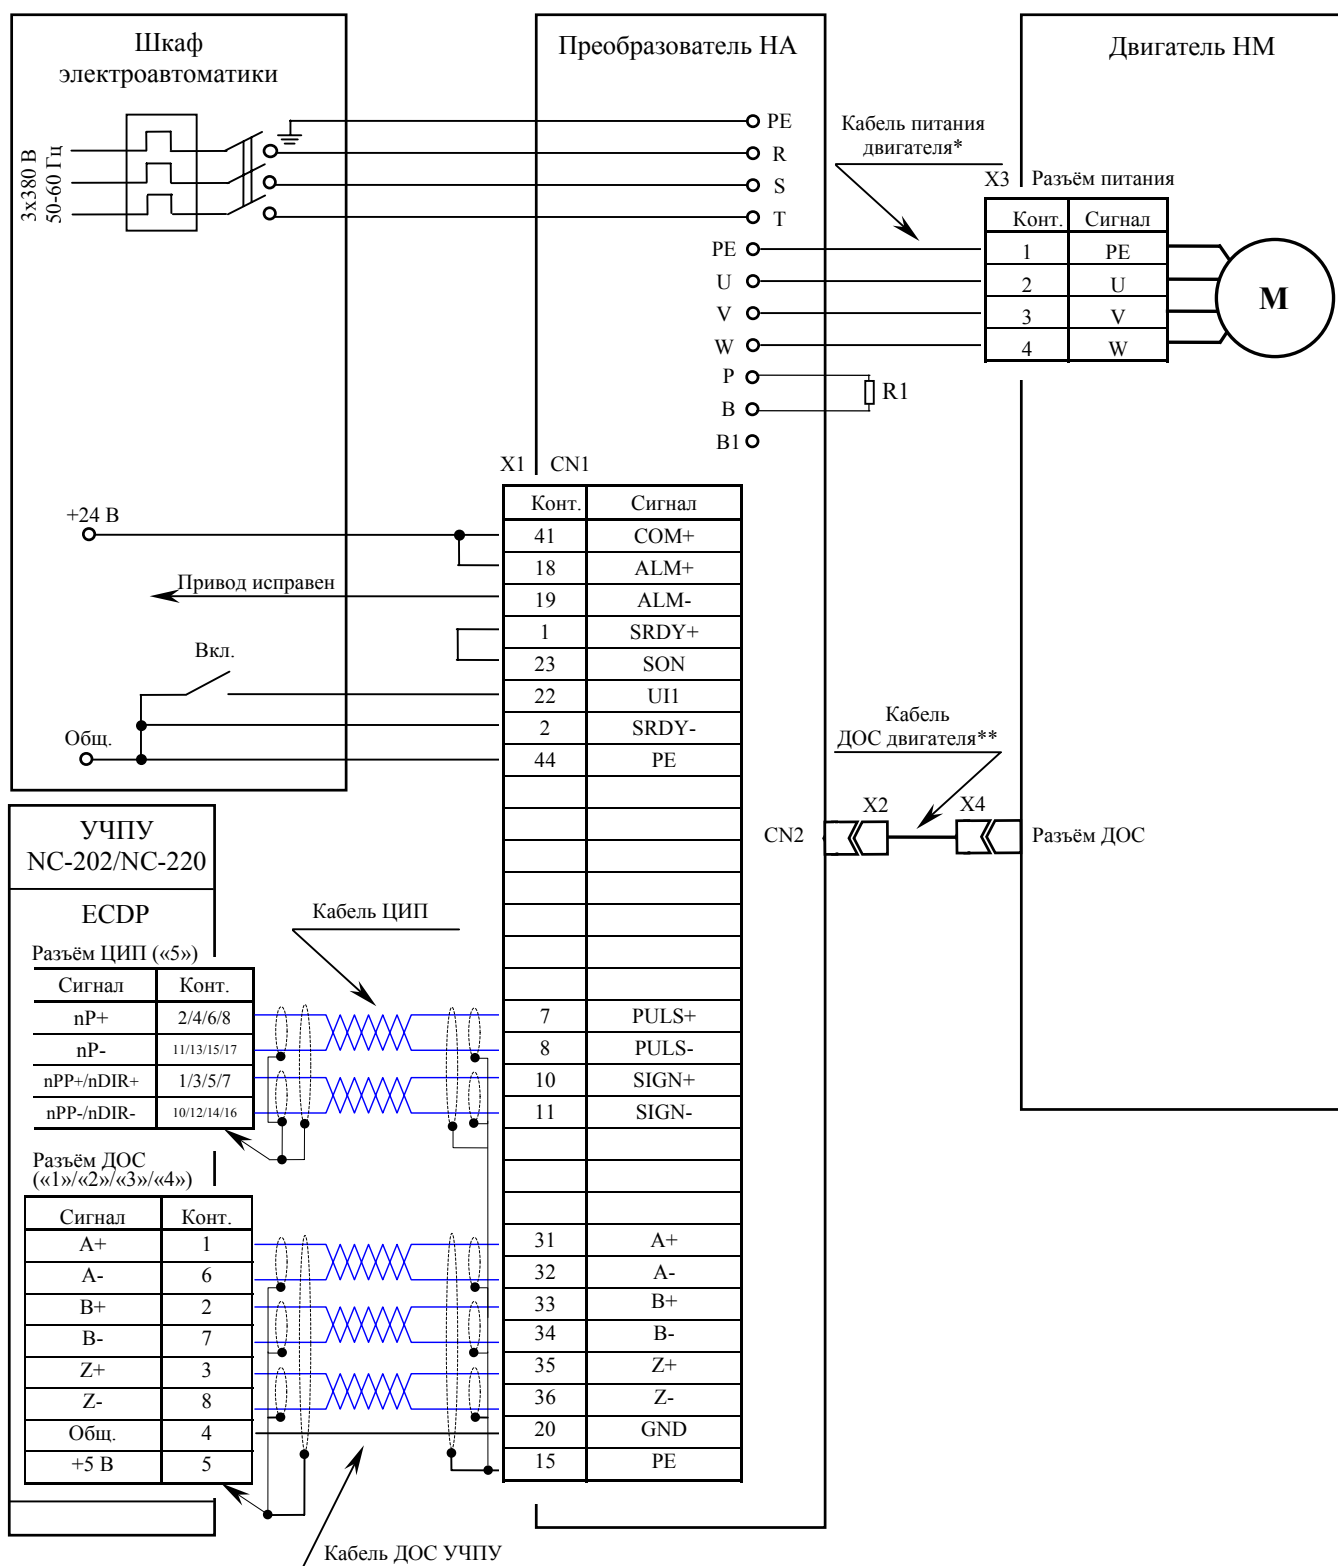 Шкаф
электроавтоматики
Преобразователь НА
Двигатель НМ
3х380 В
50-60 Гц
PE
R
S
T
Кабель питания
двигателя*
X3 Разъём питания
Конт. Сигнал
1 PE
2 U
3 V
4 W
M
PE
U
V
W
P
B
B1
R1
X1 CN1
Конт. Сигнал
41 COM+
18 ALM+
19 ALM-
1 SRDY+
23 SON
22 UI1
2 SRDY-
44 PE
+24 В
Привод исправен
Вкл.
Общ.
Кабель
ДОС двигателя**
CN2
X2
X4
Разъём ДОС
УЧПУ
NC-202/NC-220
ECDP
Разъём ЦИП («5»)
Сигнал Конт.
nP+ 2/4/6/8
nP- 11/13/15/17
nPP+/nDIR+ 1/3/5/7
nPP-/nDIR- 10/12/14/16
Кабель ЦИП
7 PULS+
8 PULS-
10 SIGN+
11 SIGN-
Разъём ДОС
(«1»/«2»/«3»/«4»)
Сигнал Конт.
A+ 1
A- 6
B+ 2
B- 7
Z+ 3
Z- 8
Общ. 4
+5 В 5
31 A+
32 A-
33 B+
34 B-
35 Z+
36 Z-
20 GND
15 PE
Кабель ДОС УЧПУ